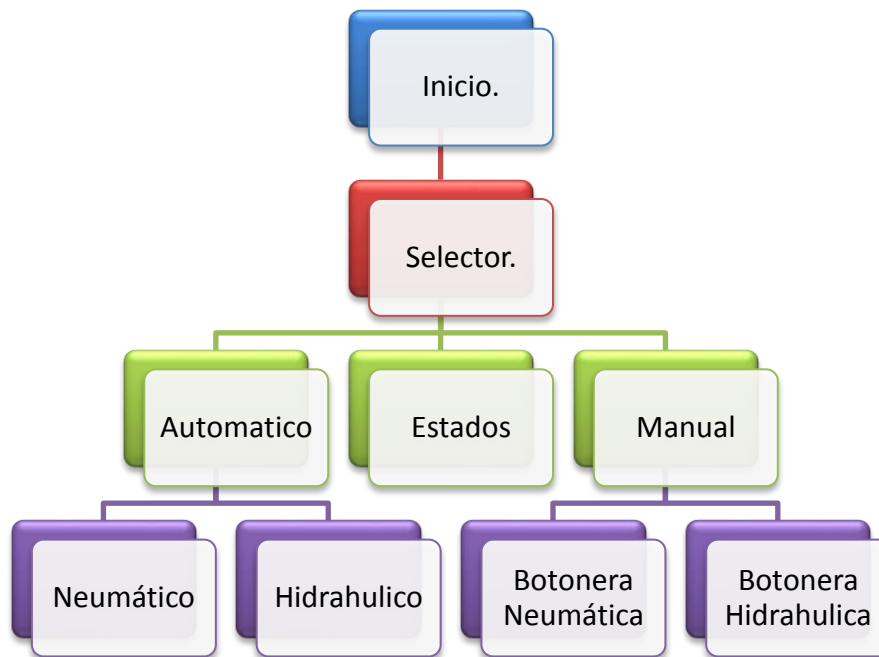 Inicio.
Selector.
Automatico
Estados
Manual
Neumático
Hidrahulico
Botonera
Neumática
Botonera
Hidrahulica